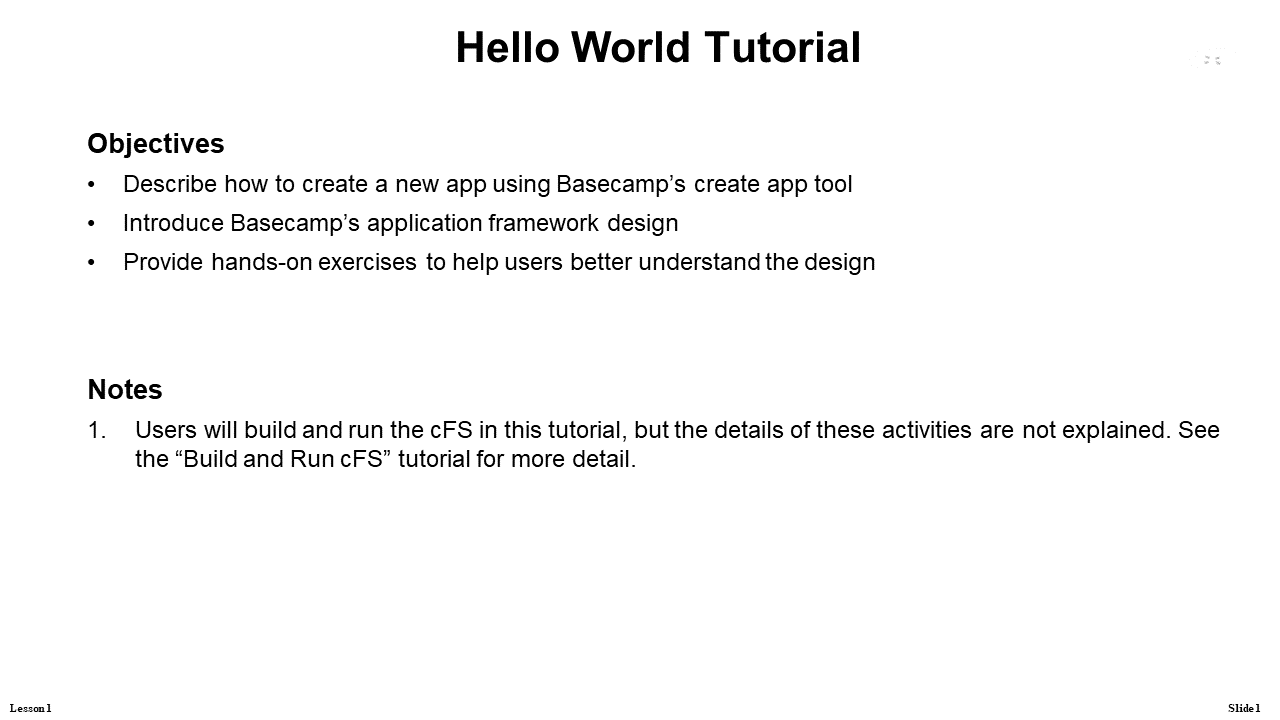 Hello World Tutorial
Objectives
• Describe how to create a new app using Basecamp’s create app tool
• Introduce Basecamp’s application framework design
• Provide hands-on exercises to help users better understand the design
Notes
1. Users will build and run the cFS in this tutorial, but the details of these activities are not explained. See
the “Build and Run cFS” tutorial for more detail.
Lesson 1
Slide 1